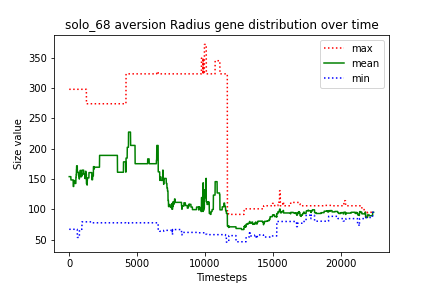 solo_68 aversion Radius gene distribution over time
Size value
350
300
250
200
150
100
50
0
5000
10000
15000
20000
Timesteps
max
mean
min